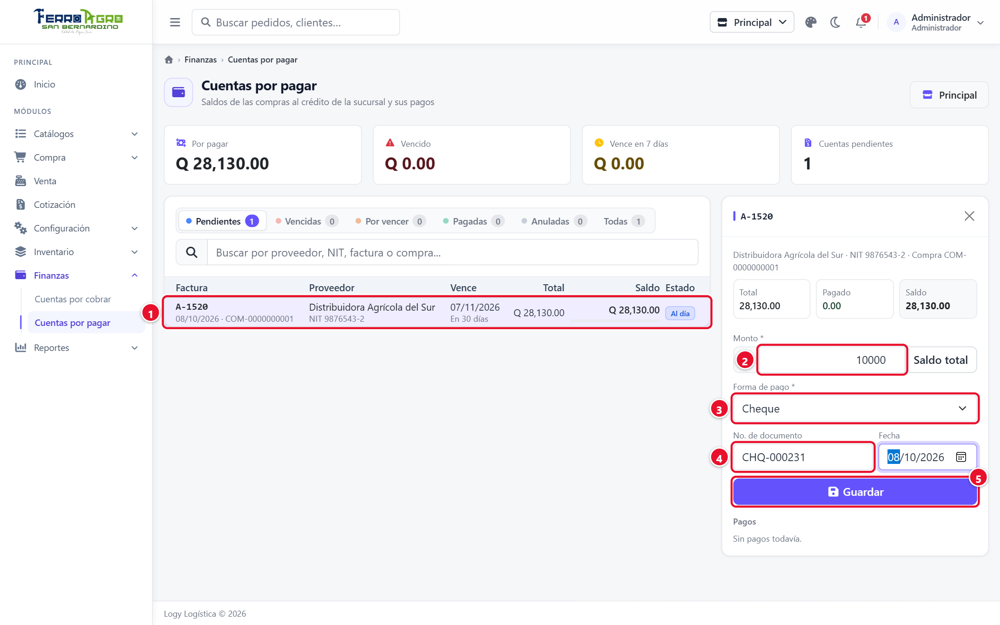 FERRO AGRO
SAN BERNARDINO
Buscar pedidos, clientes...
Principal
1
A
Administrador
Administrador
PRINCIPAL
Inicio
MÓDULOS
Catálogos
Compra
Venta
Cotización
Configuración
Inventario
Finanzas
Cuentas por cobrar
Cuentas por pagar
Reportes
› Finanzas › Cuentas por pagar
Cuentas por pagar
Saldos de las compras al crédito de la sucursal y sus pagos
Principal
Por pagar
Q 28,130.00
Vencido
Q 0.00
Vence en 7 días
Q 0.00
Cuentas pendientes
1
Pendientes 1 Vencidas 0 Por vencer 0 Pagadas 0 Anuladas 0 Todas 1
Buscar por proveedor, NIT, factura o compra...
Factura Proveedor Vence Total Saldo Estado
1
A-1520 Distribuidora Agrícola del Sur 07/11/2026 Q 28,130.00 Q 28,130.00 Al día
08/10/2026 · COM-0000000001 NIT 9876543-2 En 30 días
A-1520
Distribuidora Agrícola del Sur · NIT 9876543-2 · Compra COM-
0000000001
Total Pagado Saldo
28,130.00 0.00 28,130.00
Monto *
2 10000 Saldo total
Forma de pago *
3 Cheque
No. de documento Fecha
4 CHQ-000231 08/10/2026
5
Guardar
Pagos
Sin pagos todavía.
Logy Logística © 2026